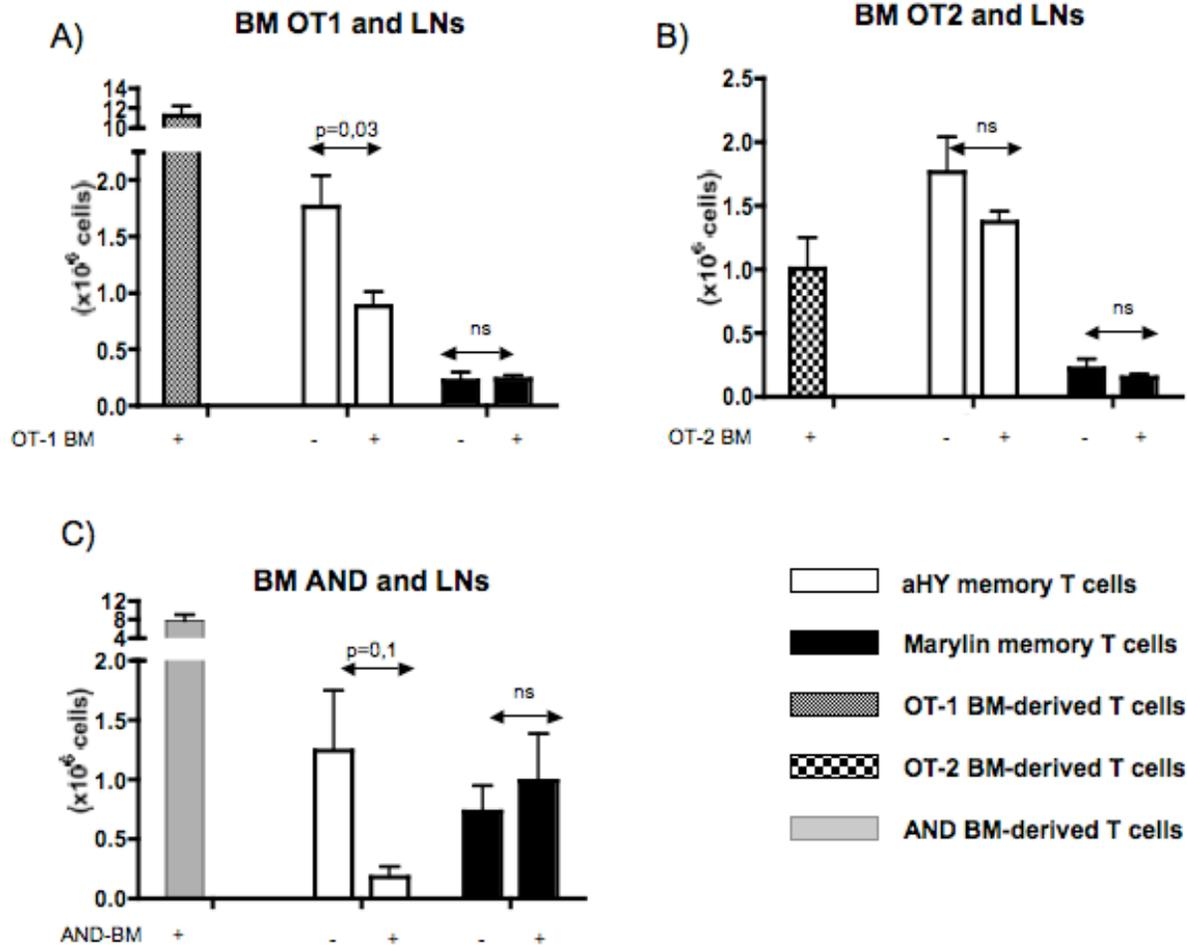 A)
BM OT1 and LNs
(x10⁶ cells)
14
12
10
2.0
1.5
1.0
0.5
0.0
p=0,03
ns
OT-1 BM + - + - +
B)
BM OT2 and LNs
(x10⁶ cells)
2.5
2.0
1.5
1.0
0.5
0.0
ns
ns
OT-2 BM + - + - +
C)
BM AND and LNs
(x10⁶ cells)
12
8
4
2.0
1.5
1.0
0.5
0.0
p=0,1
ns
AND-BM + - + - +
aHY memory T cells
Marylin memory T cells
OT-1 BM-derived T cells
OT-2 BM-derived T cells
AND BM-derived T cells